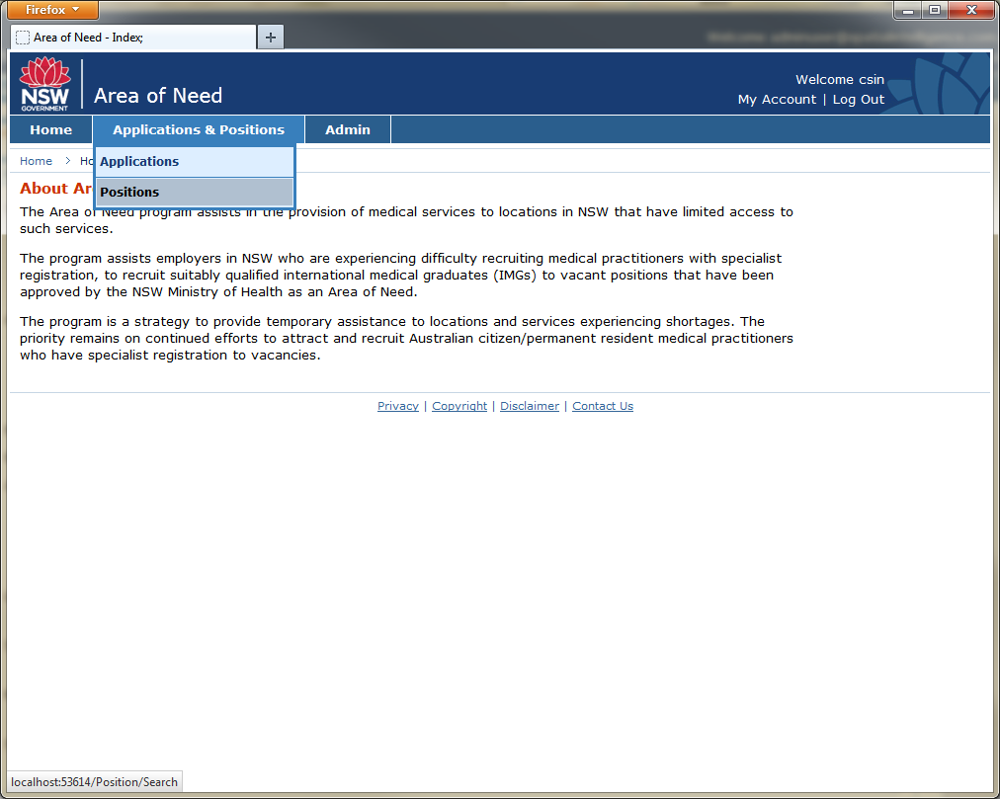 Firefox
Area of Need - Index;
NSW
GOVERNMENT
Area of Need
Welcome csin
My Account | Log Out
Home
Applications & Positions
Admin
Home > Ho
Applications
Positions
About Ar
The Area of Need program assists in the provision of medical services to locations in NSW that have limited access to
such services.
The program assists employers in NSW who are experiencing difficulty recruiting medical practitioners with specialist
registration, to recruit suitably qualified international medical graduates (IMGs) to vacant positions that have been
approved by the NSW Ministry of Health as an Area of Need.
The program is a strategy to provide temporary assistance to locations and services experiencing shortages. The
priority remains on continued efforts to attract and recruit Australian citizen/permanent resident medical practitioners
who have specialist registration to vacancies.
Privacy | Copyright | Disclaimer | Contact Us
localhost:53614/Position/Search